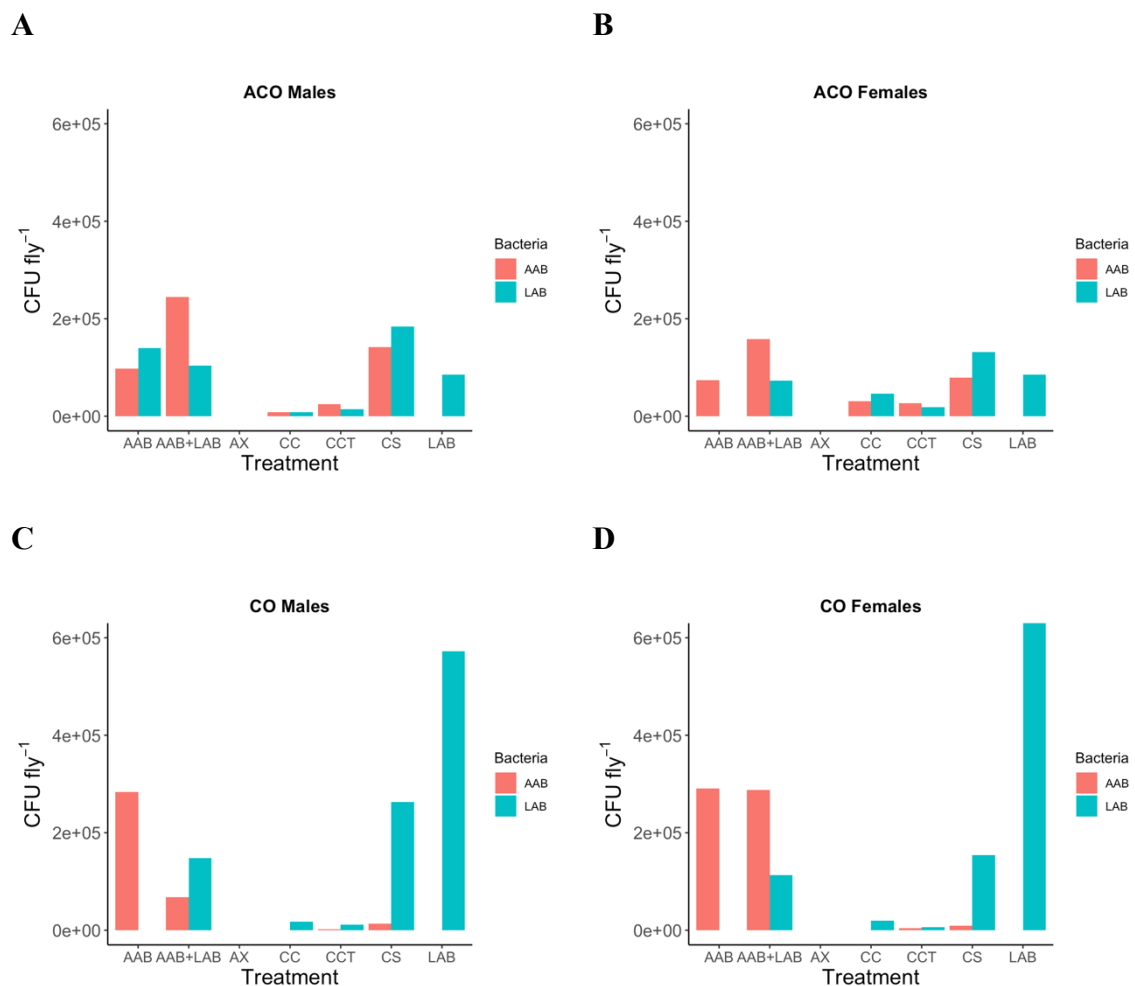 A
ACO Males
6e+05
4e+05
2e+05
0e+00
CFU fly⁻¹
AAB AAB+LAB AX CC CCT CS LAB
Treatment
Bacteria
AAB
LAB
B
ACO Females
6e+05
4e+05
2e+05
0e+00
CFU fly⁻¹
AAB AAB+LAB AX CC CCT CS LAB
Treatment
Bacteria
AAB
LAB
C
CO Males
6e+05
4e+05
2e+05
0e+00
CFU fly⁻¹
AAB AAB+LAB AX CC CCT CS LAB
Treatment
Bacteria
AAB
LAB
D
CO Females
6e+05
4e+05
2e+05
0e+00
CFU fly⁻¹
AAB AAB+LAB AX CC CCT CS LAB
Treatment
Bacteria
AAB
LAB